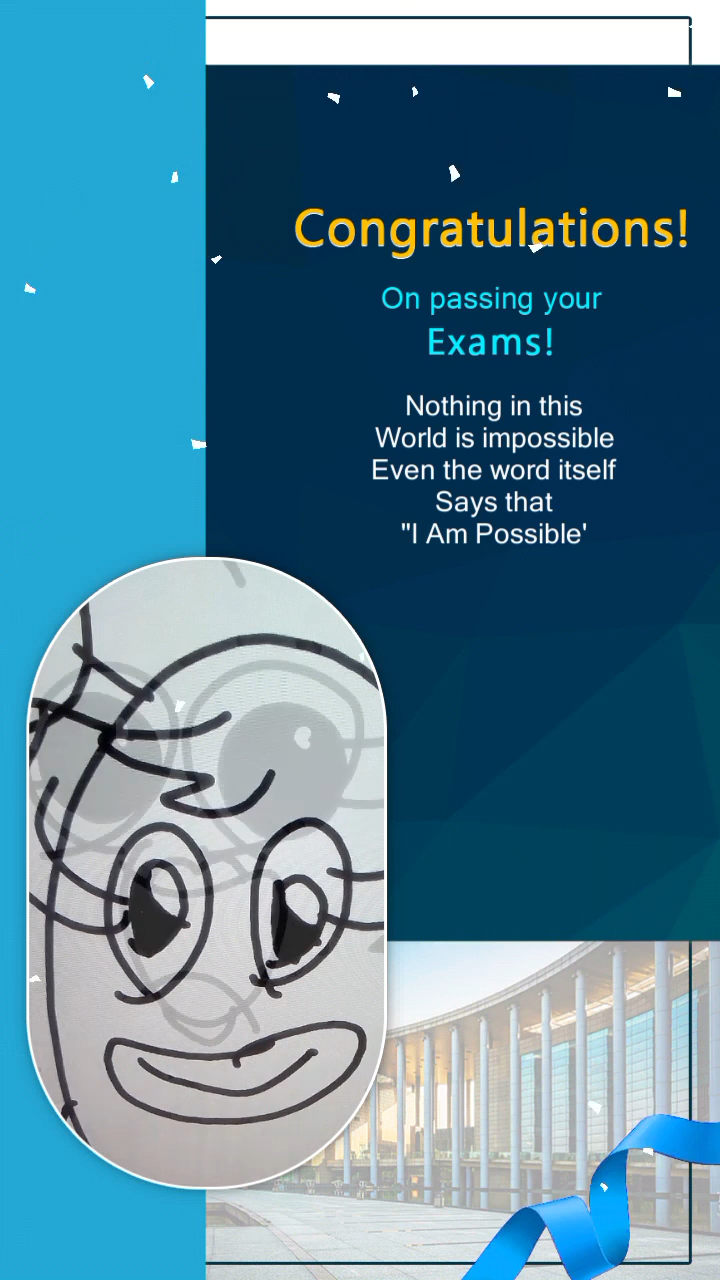 Congratulations!
On passing your
Exams!
Nothing in this
World is impossible
Even the word itself
Says that
"I Am Possible'